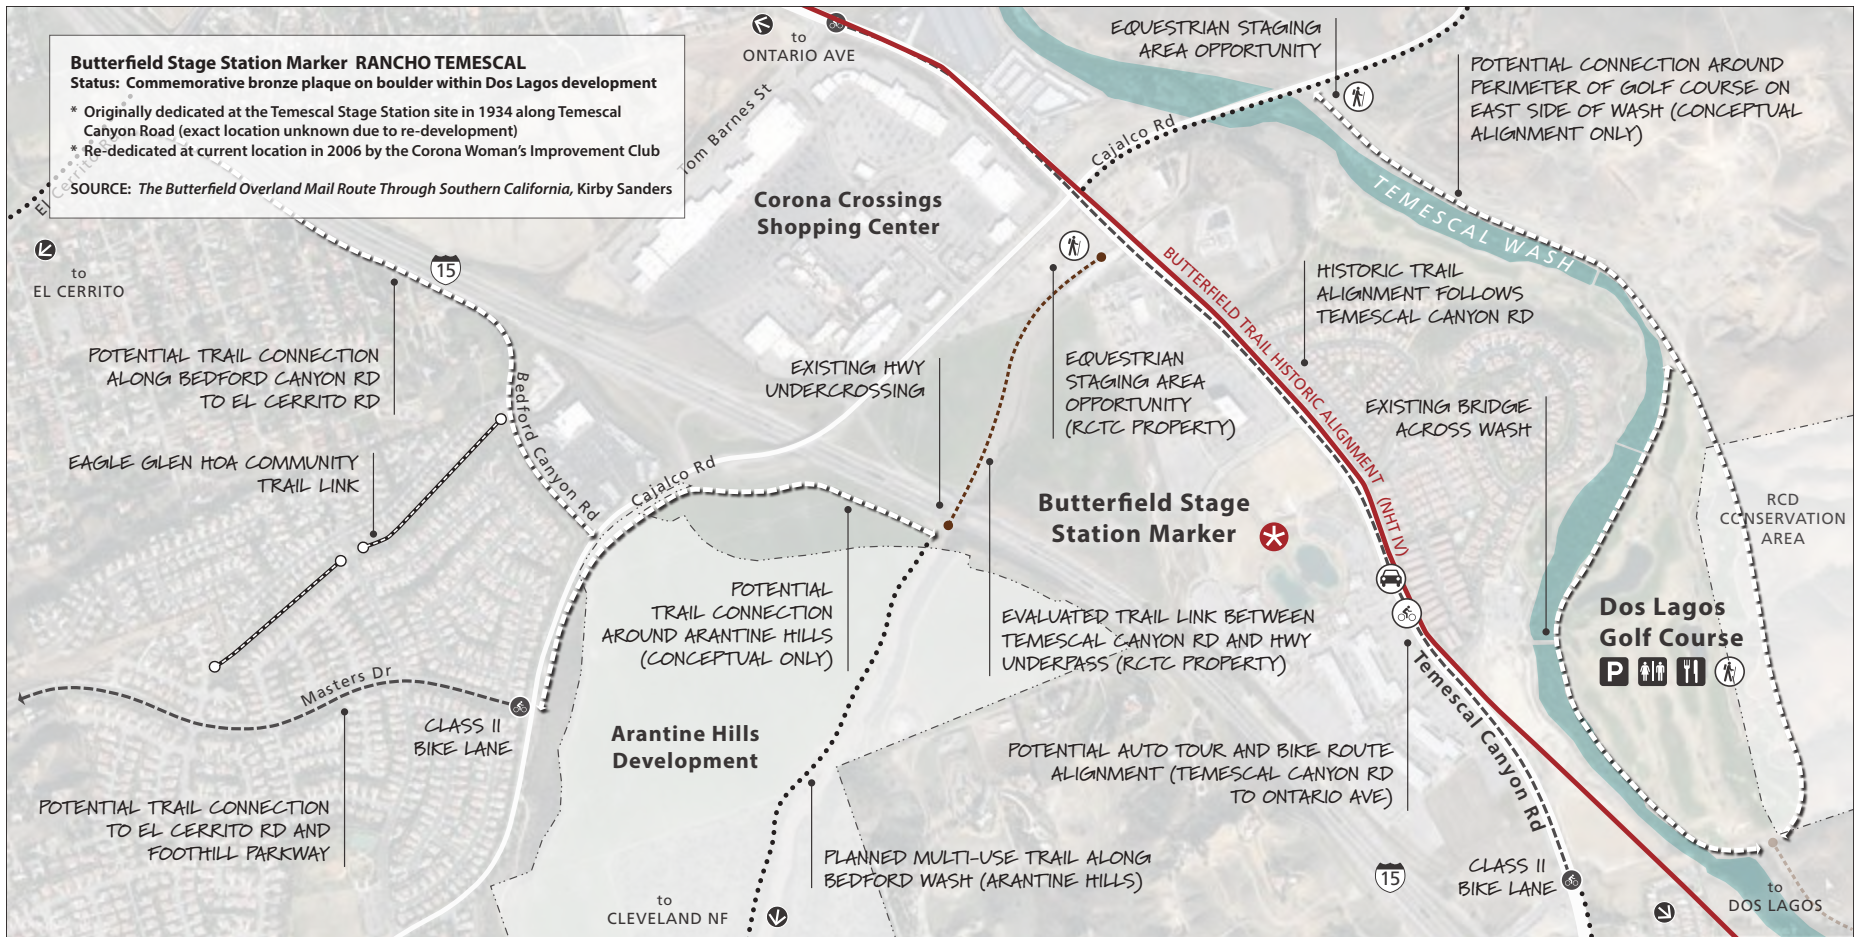 Butterfield Stage Station Marker RANCHO TEMESCAL
Status: Commemorative bronze plaque on boulder within Dos Lagos development
* Originally dedicated at the Temescal Stage Station site in 1934 along Temescal
Canyon Road (exact location unknown due to re-development)
* Re-dedicated at current location in 2006 by the Corona Woman's Improvement Club
SOURCE: The Butterfield Overland Mail Route Through Southern California, Kirby Sanders
El Cerrito Rd
to
ONTARIO AVE
Tom Barnes St
EQUESTRIAN STAGING
AREA OPPORTUNITY
POTENTIAL CONNECTION AROUND
PERIMETER OF GOLF COURSE ON
EAST SIDE OF WASH (CONCEPTUAL
ALIGNMENT ONLY)
Cajalco Rd
TEMESCAL WASH
Corona Crossings
Shopping Center
to
EL CERRITO
15
BUTTERFIELD TRAIL HISTORIC ALIGNMENT (NHT IV)
HISTORIC TRAIL
ALIGNMENT FOLLOWS
TEMESCAL CANYON RD
POTENTIAL TRAIL CONNECTION
ALONG BEDFORD CANYON RD
TO EL CERRITO RD
Bedford Canyon Rd
EXISTING HWY
UNDERCROSSING
EQUESTRIAN
STAGING AREA
OPPORTUNITY
(RCTC PROPERTY)
EXISTING BRIDGE
ACROSS WASH
EAGLE GLEN HOA COMMUNITY
TRAIL LINK
Cajalco Rd
Butterfield Stage
Station Marker
RCD
CONSERVATION
AREA
POTENTIAL
TRAIL CONNECTION
AROUND ARANTINE HILLS
(CONCEPTUAL ONLY)
EVALUATED TRAIL LINK BETWEEN
TEMESCAL CANYON RD AND HWY
UNDERPASS (RCTC PROPERTY)
Dos Lagos
Golf Course
P
Masters Dr
CLASS II
BIKE LANE
Arantine Hills
Development
Temescal Canyon Rd
POTENTIAL AUTO TOUR AND BIKE ROUTE
ALIGNMENT (TEMESCAL CANYON RD
TO ONTARIO AVE)
POTENTIAL TRAIL CONNECTION
TO EL CERRITO RD AND
FOOTHILL PARKWAY
PLANNED MULTI-USE TRAIL ALONG
BEDFORD WASH (ARANTINE HILLS)
15
CLASS II
BIKE LANE
to
CLEVELAND NF
to
DOS LAGOS